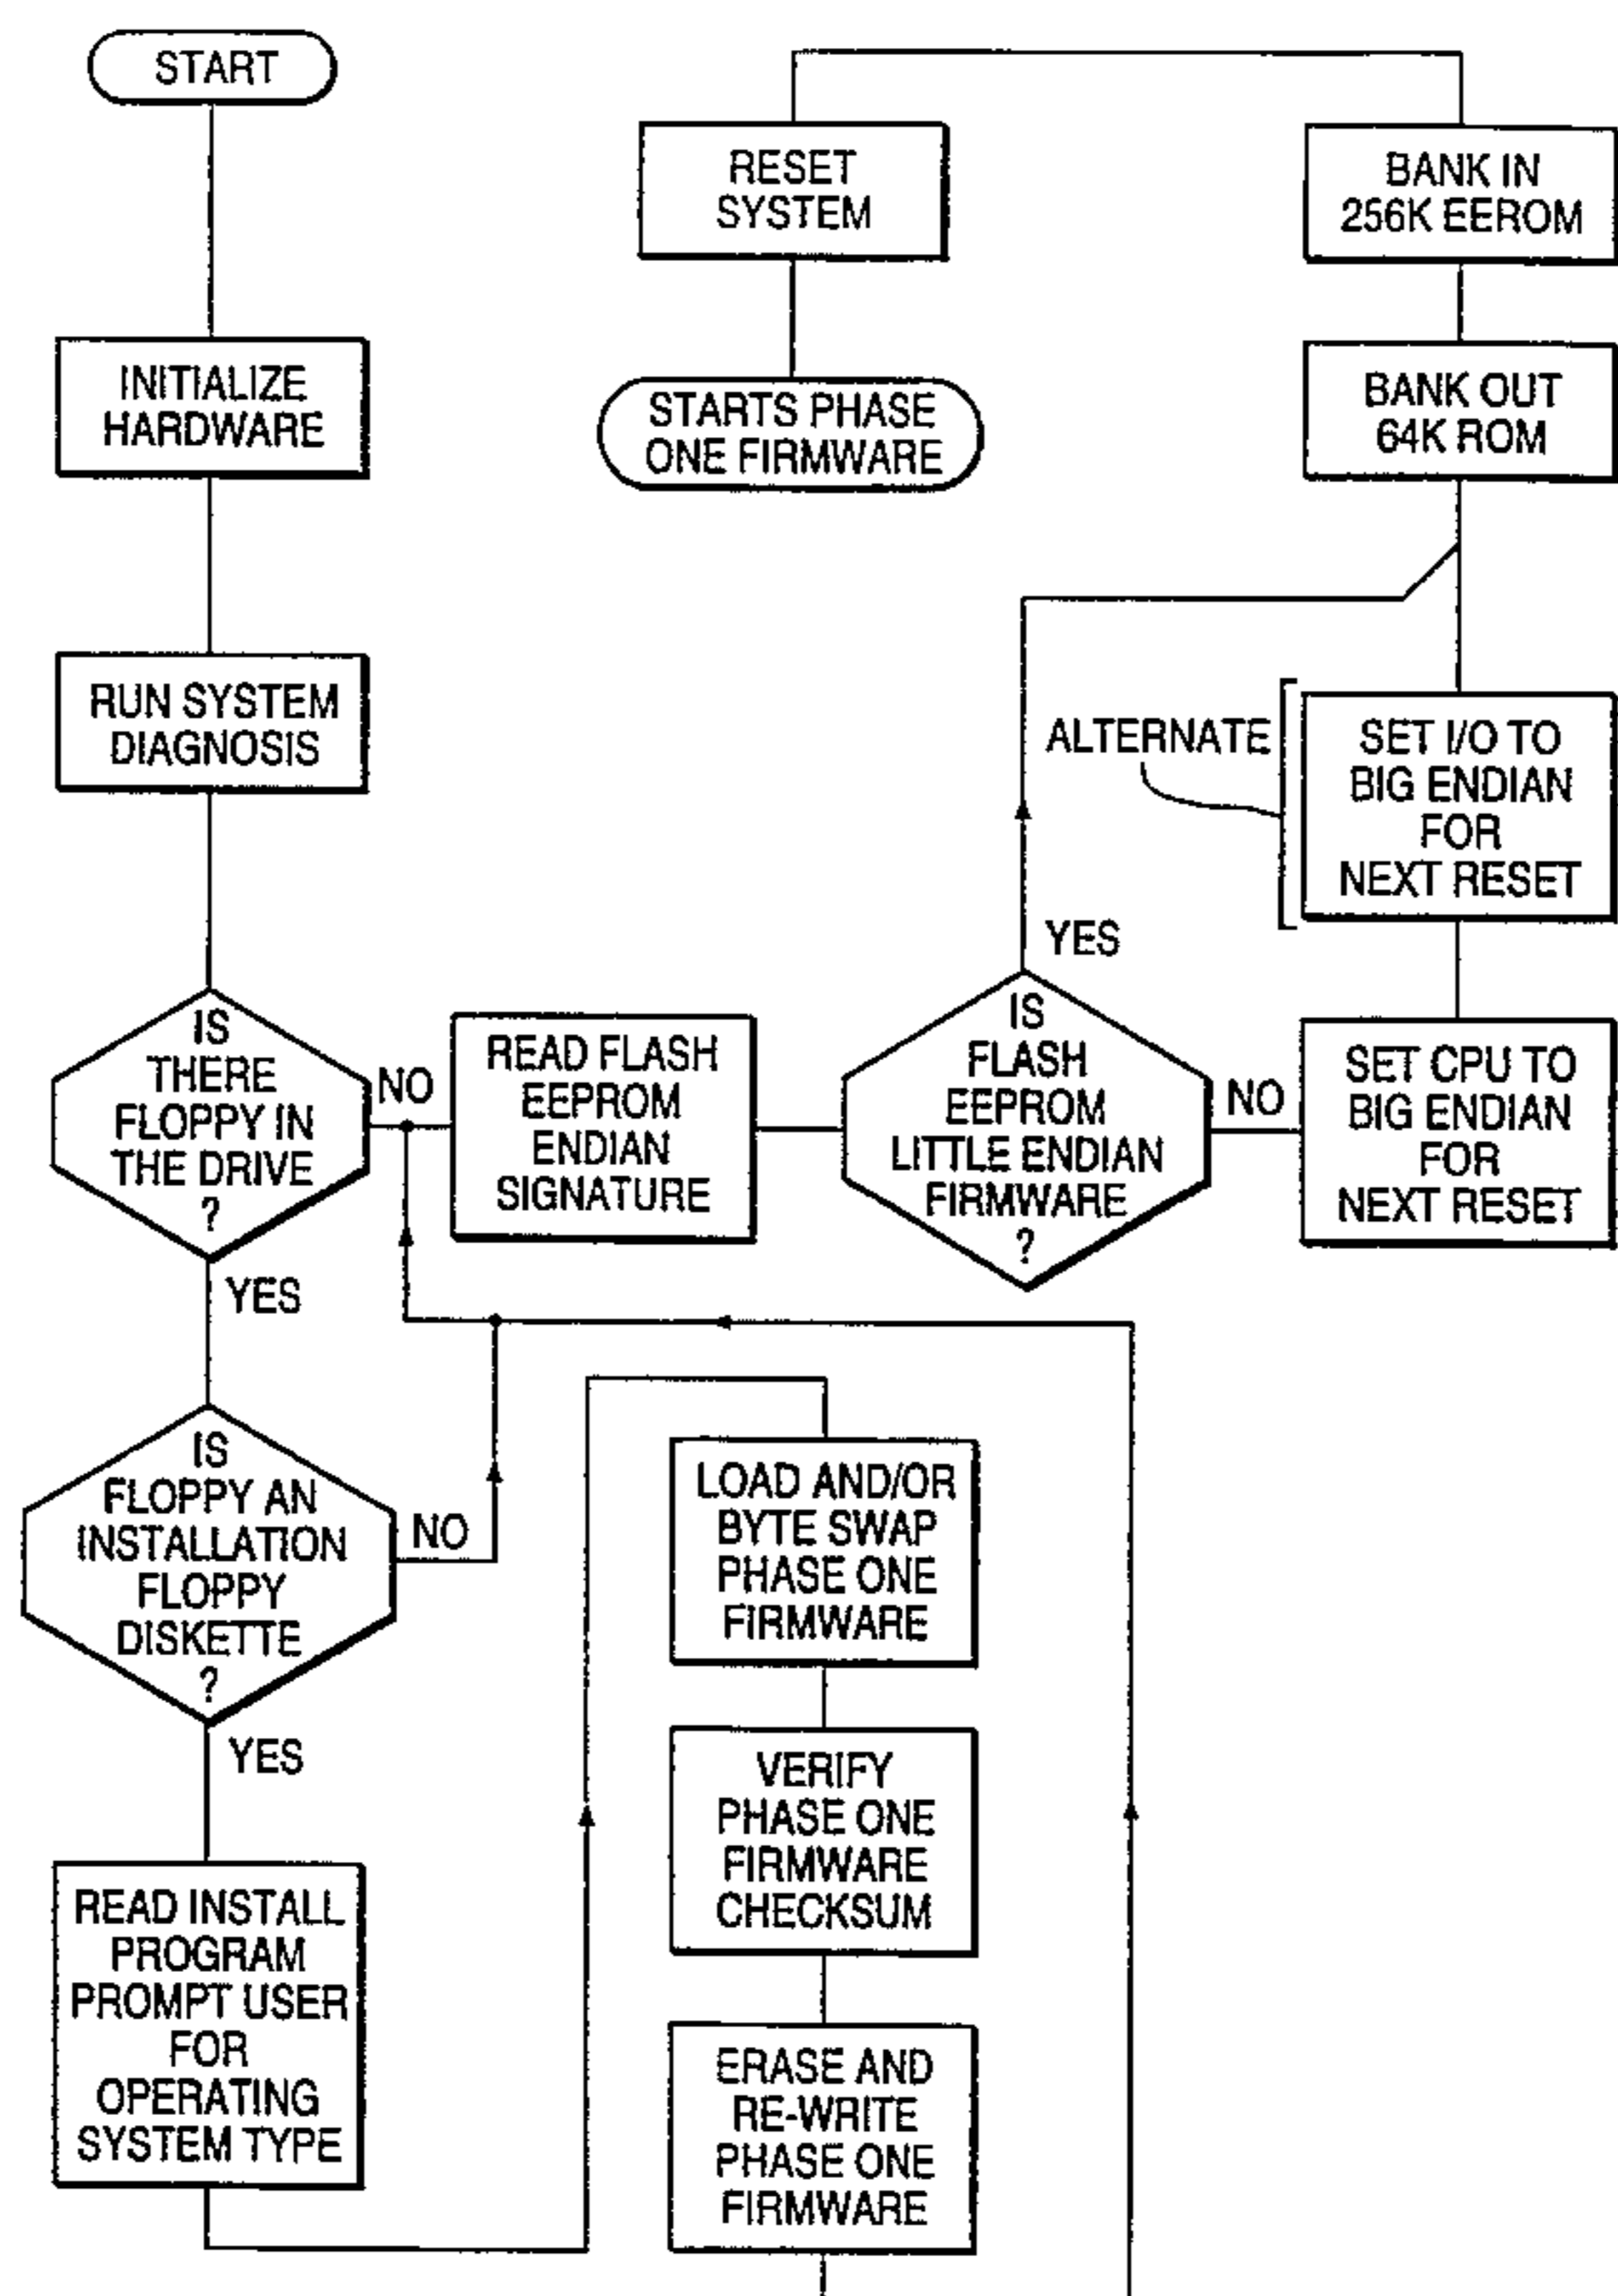 START
INITIALIZE
HARDWARE
RUN SYSTEM
DIAGNOSIS
IS
THERE
FLOPPY IN
THE DRIVE
?
NO
YES
IS
FLOPPY AN
INSTALLATION
FLOPPY
DISKETTE
?
NO
YES
READ INSTALL
PROGRAM
PROMPT USER
FOR
OPERATING
SYSTEM TYPE
LOAD AND/OR
BYTE SWAP
PHASE ONE
FIRMWARE
VERIFY
PHASE ONE
FIRMWARE
CHECKSUM
ERASE AND
RE-WRITE
PHASE ONE
FIRMWARE
READ FLASH
EEPROM
ENDIAN
SIGNATURE
IS
FLASH
EEPROM
LITTLE ENDIAN
FIRMWARE
?
YES
NO
SET CPU TO
BIG ENDIAN
FOR
NEXT RESET
ALTERNATE
SET I/O TO
BIG ENDIAN
FOR
NEXT RESET
BANK OUT
64K ROM
BANK IN
256K EEROM
RESET
SYSTEM
STARTS PHASE
ONE FIRMWARE